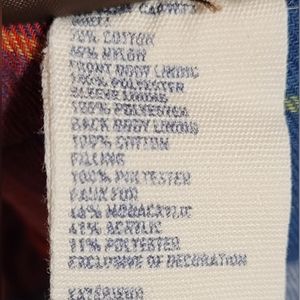 70% COTTON
30% NYLON
FRONT BODY LINING
100% POLYESTER
SLEEVE LINING
100% POLYESTER
BACK BODY LINING
100% COTTON
FILLING
100% POLYESTER
FAUX FUR
48% MODACRYLIC
41% ACRYLIC
11% POLYESTER
EXCLUSIVE OF DECORATION
EXTERIEUR